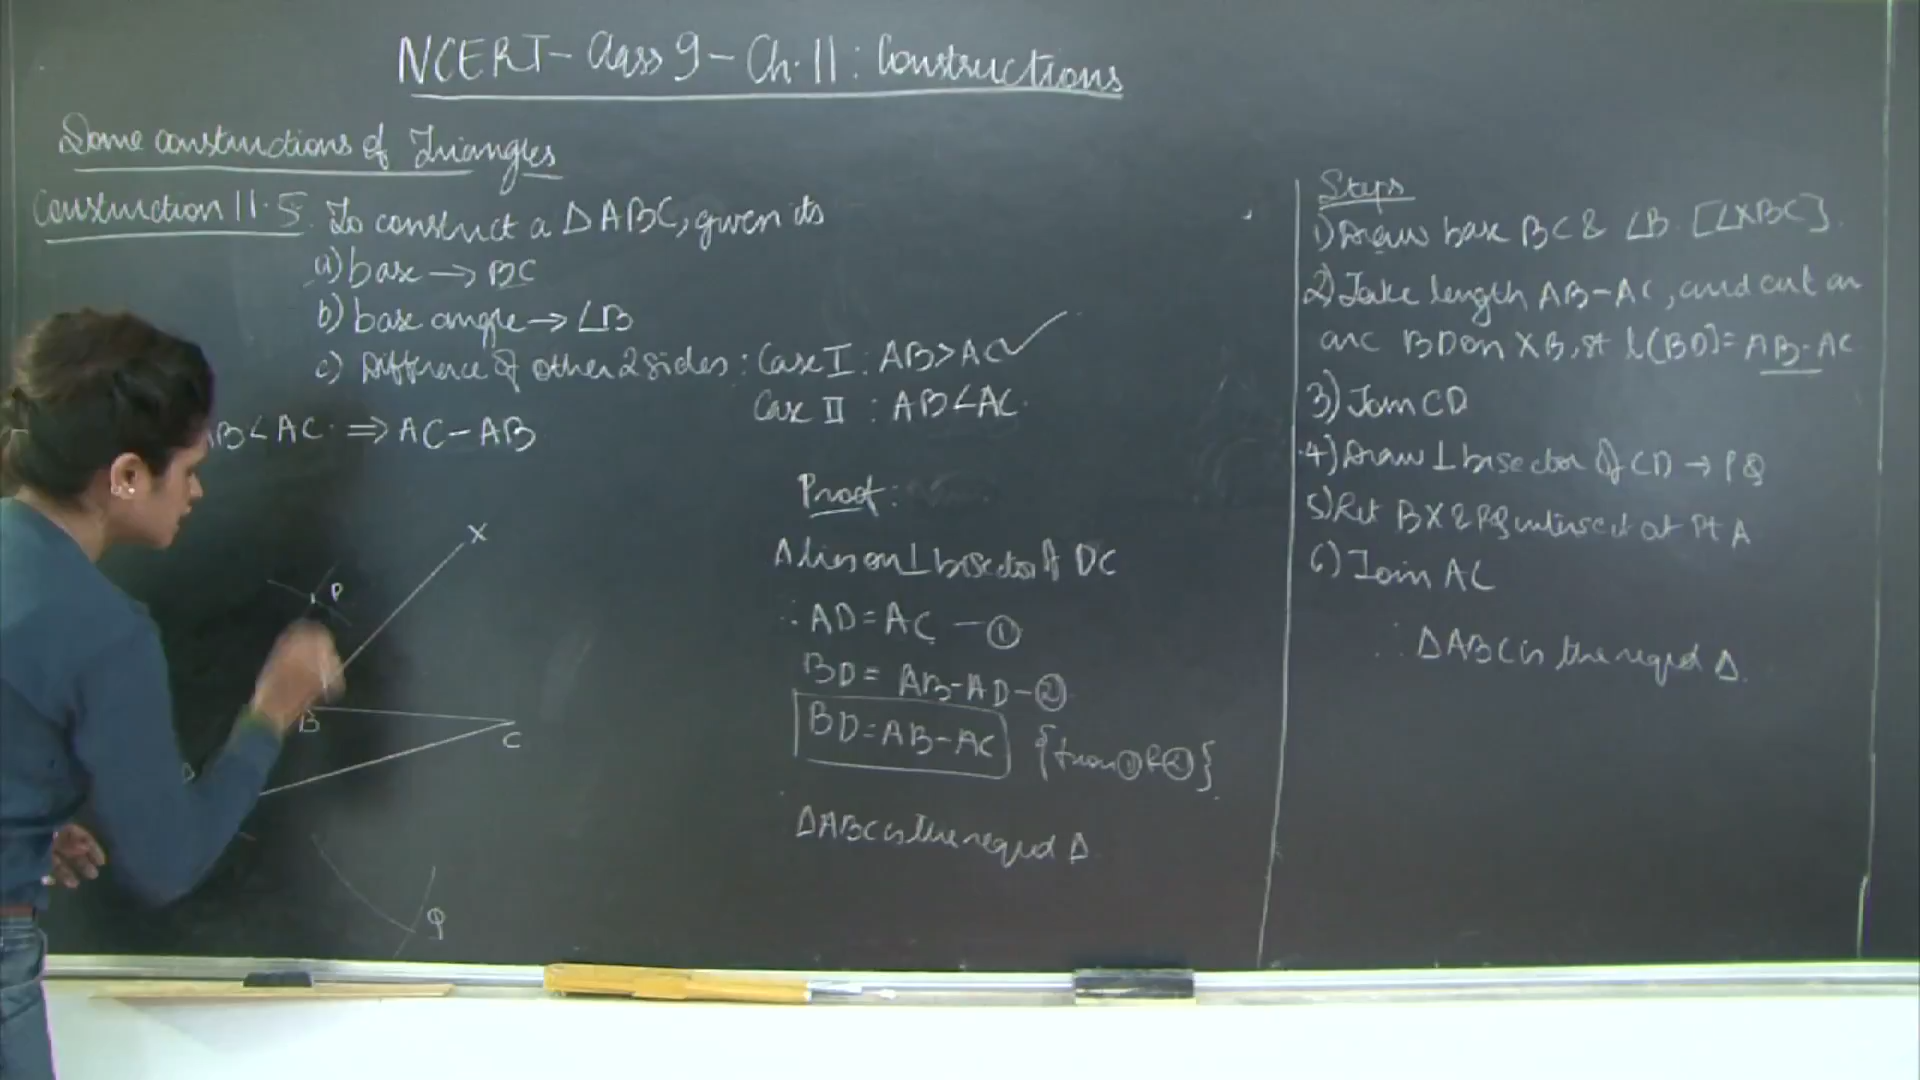 NCERT - Class 9 - Ch. 11 : Constructions
Some constructions of Triangles
Construction 11.5. To construct a Δ ABC, given its
a) base → BC
b) base angle → ∠B
c) Difference of other 2 sides : Case I : AB > AC ✓
Case II : AB < AC.
AB < AC. ⇒ AC - AB
X
P
B
C
D
Q
Proof :
A lies on ⊥ bisector of DC
∴ AD = AC - ①
BD = AB - AD - ②
BD = AB - AC {from ① & ②}
Δ ABC is the reqd Δ
Steps
1) Draw base BC & ∠B. [∠XBC].
2) Take length AB - AC, and cut an
arc BD on XB, st l(BD) = AB - AC
3) Join CD
4) Draw ⊥ bisector of CD → PQ
5) Let BX & PQ intersect at Pt A
6) Join AC
∴ Δ ABC is the reqd Δ.